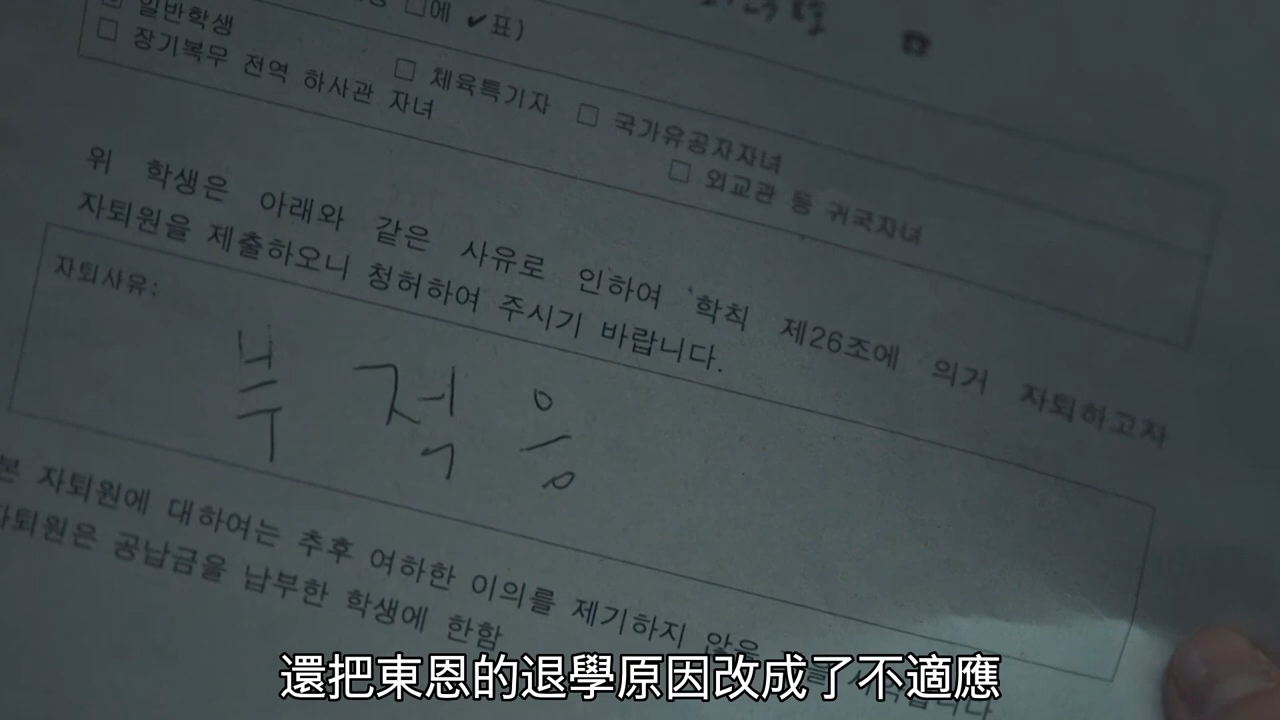 □에 ✔표)
일반학생
□ 장기복무 전역 하사관 자녀
□ 체육특기자 □ 국가유공자자녀
□ 외교관 등 귀국자녀
위 학생은 아래와 같은 사유로 인하여 학칙 제26조에 의거 자퇴하고자
자퇴원을 제출하오니 청허하여 주시기 바랍니다.
자퇴사유:
부적응
본 자퇴원에 대하여는 추후 여하한 이의를 제기하지 않을
자퇴원은 공납금을 납부한 학생에 한함
還把東恩的退學原因改成了不適應